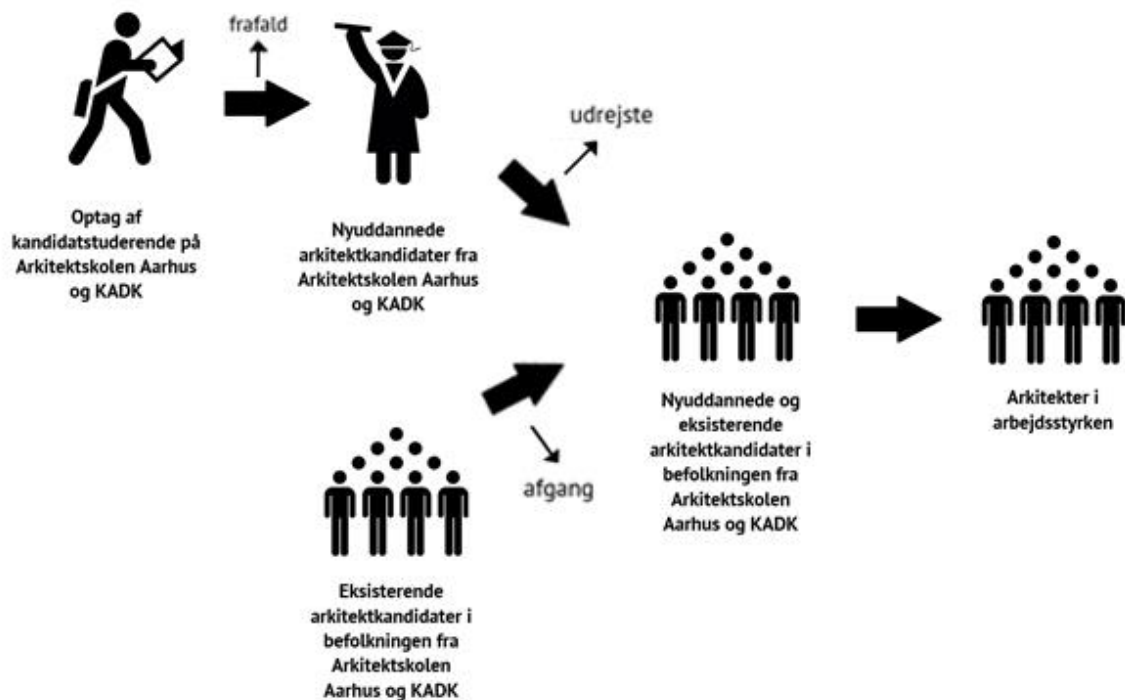 frafald
udrejste
Optag af
kandidatstuderende på
Arkitektskolen Aarhus
og KADK
Nyuddannede
arkitektkandidater fra
Arkitektskolen Aarhus
og KADK
afgang
Nyuddannede og
eksisterende
arkitektkandidater i
befolkningen fra
Arkitektskolen
Aarhus og KADK
Arkitekter i
arbejdsstyrken
Eksisterende
arkitektkandidater i
befolkningen fra
Arkitektskolen
Aarhus og KADK